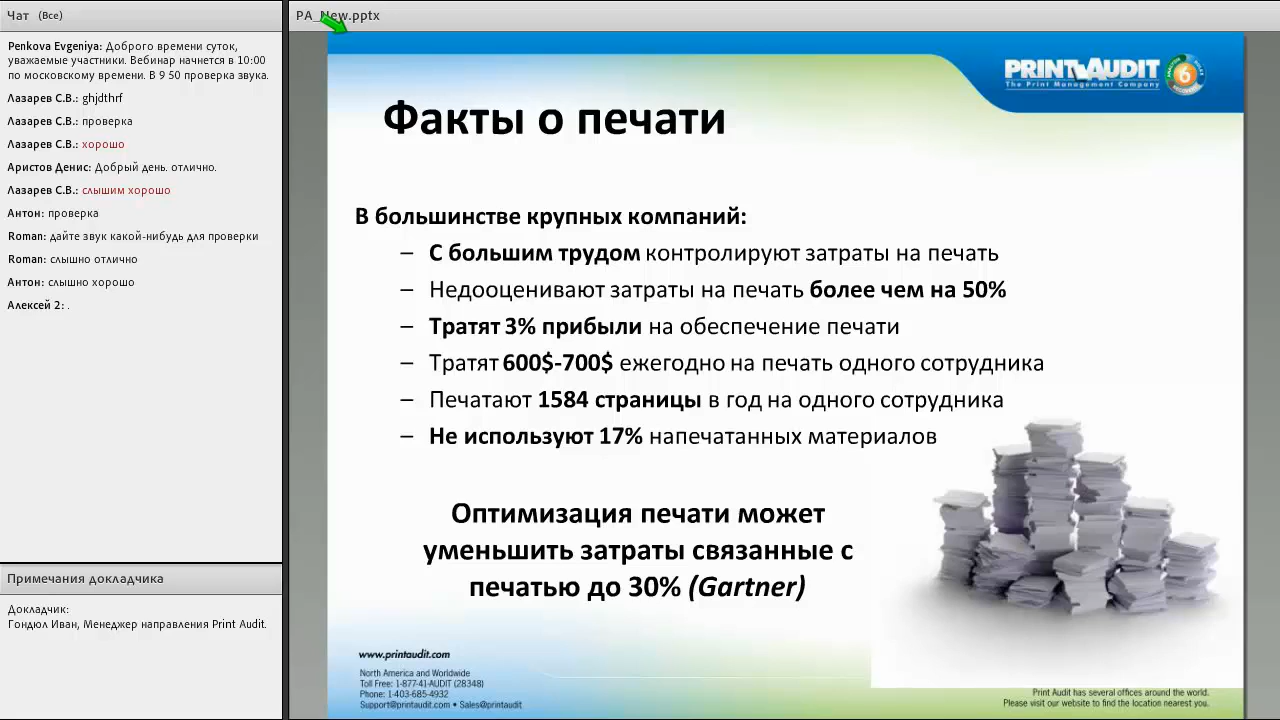 Чат (Все)
Penkova Evgeniya: Доброго времени суток,
уважаемые участники. Вебинар начнется в 10:00
по московскому времени. В 9 50 проверка звука.
Лазарев С.В.: ghjdthrf
Лазарев С.В.: проверка
Лазарев С.В.: хорошо
Аристов Денис: Добрый день. отлично.
Лазарев С.В.: слышим хорошо
Антон: проверка
Roman: дайте звук какой-нибудь для проверки
Roman: слышно отлично
Антон: слышно хорошо
Алексей 2: .
Примечания докладчика
Докладчик:
Гондюл Иван, Менеджер направления Print Audit.
PA_New.pptx
PRINT AUDIT 6
The Print Management Company
Факты о печати
В большинстве крупных компаний:
– С большим трудом контролируют затраты на печать
– Недооценивают затраты на печать более чем на 50%
– Тратят 3% прибыли на обеспечение печати
– Тратят 600$-700$ ежегодно на печать одного сотрудника
– Печатают 1584 страницы в год на одного сотрудника
– Не используют 17% напечатанных материалов
Оптимизация печати может
уменьшить затраты связанные с
печатью до 30% (Gartner)
www.printaudit.com
North America and Worldwide
Toll Free: 1-877-41-AUDIT (28348)
Phone: 1-403-685-4932
Support@printaudit.com • Sales@printaudit.com
Print Audit has several offices around the world.
Please visit our website to find the location nearest you.